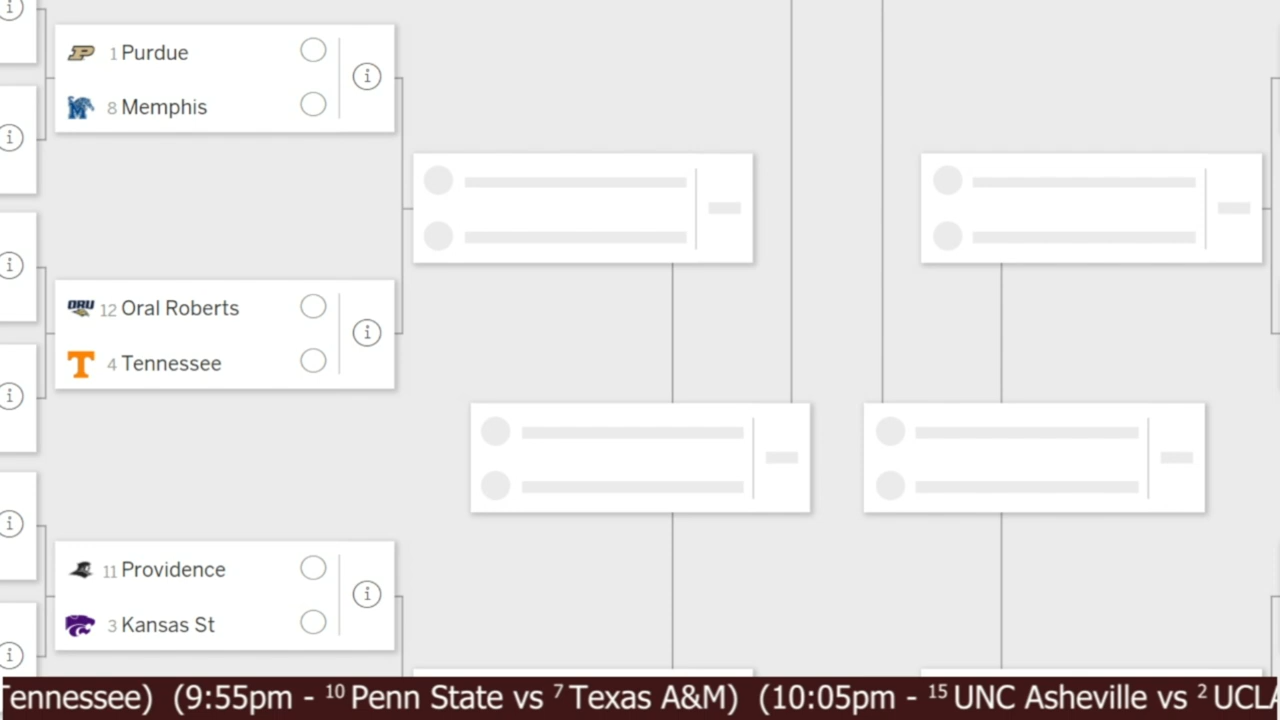 1 Purdue
8 Memphis
12 Oral Roberts
4 Tennessee
11 Providence
3 Kansas St
Tennessee) (9:55pm - 10 Penn State vs 7 Texas A&M) (10:05pm - 15 UNC Asheville vs 2 UCLA